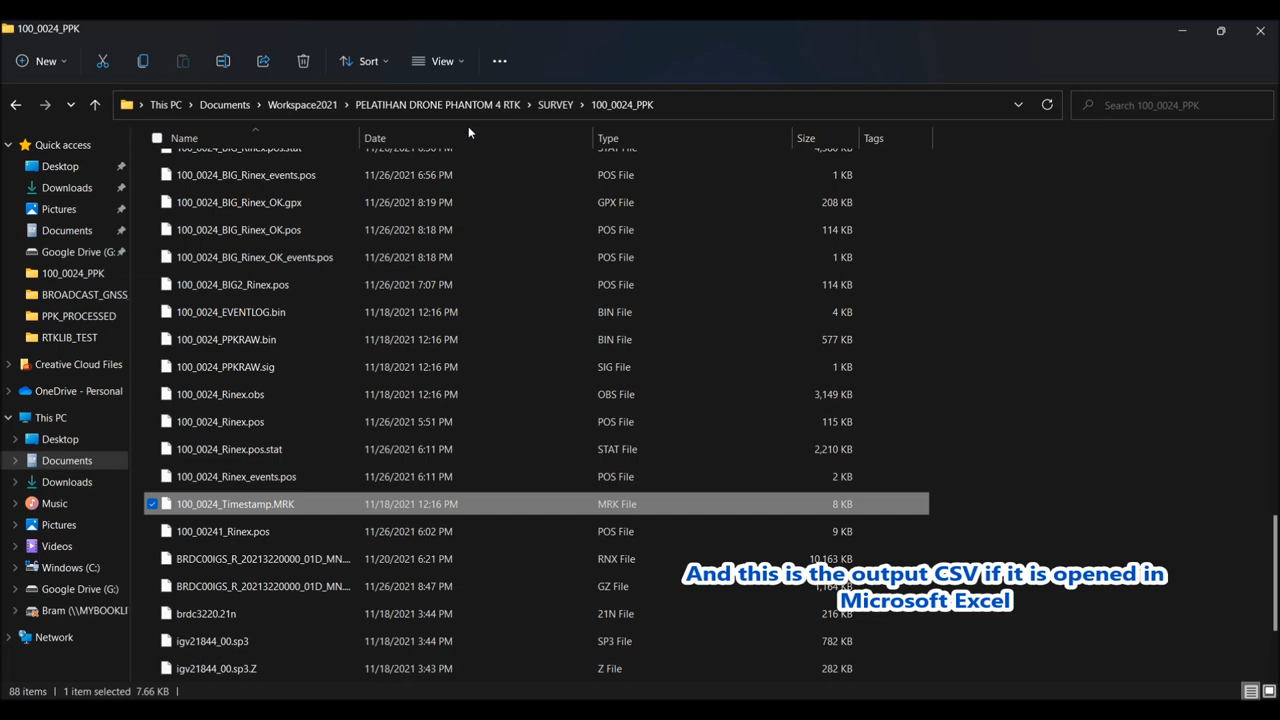 100_0024_PPK
New
Sort
View
This PC > Documents > Workspace2021 > PELATIHAN DRONE PHANTOM 4 RTK > SURVEY > 100_0024_PPK
Search 100_0024_PPK
Name Date Type Size Tags
100_0024_BIG_Rinex_events.pos 11/26/2021 6:56 PM POS File 1 KB
100_0024_BIG_Rinex_OK.gpx 11/26/2021 8:19 PM GPX File 208 KB
100_0024_BIG_Rinex_OK.pos 11/26/2021 8:18 PM POS File 114 KB
100_0024_BIG_Rinex_OK_events.pos 11/26/2021 8:18 PM POS File 1 KB
100_0024_BIG2_Rinex.pos 11/26/2021 7:07 PM POS File 114 KB
100_0024_EVENTLOG.bin 11/18/2021 12:16 PM BIN File 4 KB
100_0024_PPKRAW.bin 11/18/2021 12:16 PM BIN File 577 KB
100_0024_PPKRAW.sig 11/18/2021 12:16 PM SIG File 1 KB
100_0024_Rinex.obs 11/18/2021 12:16 PM OBS File 3,149 KB
100_0024_Rinex.pos 11/26/2021 5:51 PM POS File 115 KB
100_0024_Rinex.pos.stat 11/26/2021 6:11 PM STAT File 2,210 KB
100_0024_Rinex_events.pos 11/26/2021 6:11 PM POS File 2 KB
100_0024_Timestamp.MRK 11/18/2021 12:16 PM MRK File 8 KB
100_00241_Rinex.pos 11/26/2021 6:02 PM POS File 9 KB
BRDC00IGS_R_20213220000_01D_MN... 11/20/2021 6:21 PM RNX File 10,163 KB
BRDC00IGS_R_20213220000_01D_MN... 11/26/2021 8:47 PM GZ File 1,164 KB
brdc3220.21n 11/18/2021 3:44 PM 21N File 216 KB
igv21844_00.sp3 11/18/2021 3:44 PM SP3 File 782 KB
igv21844_00.sp3.Z 11/18/2021 3:43 PM Z File 282 KB
Quick access
Desktop
Downloads
Pictures
Documents
Google Drive (G:
100_0024_PPK
BROADCAST_GNSS
PPK_PROCESSED
RTKLIB_TEST
Creative Cloud Files
OneDrive - Personal
This PC
Desktop
Documents
Downloads
Music
Pictures
Videos
Windows (C:)
Google Drive (G:)
Bram (\\MYBOOKLI
Network
And this is the output CSV if it is opened in
Microsoft Excel
88 items 1 item selected 7.66 KB